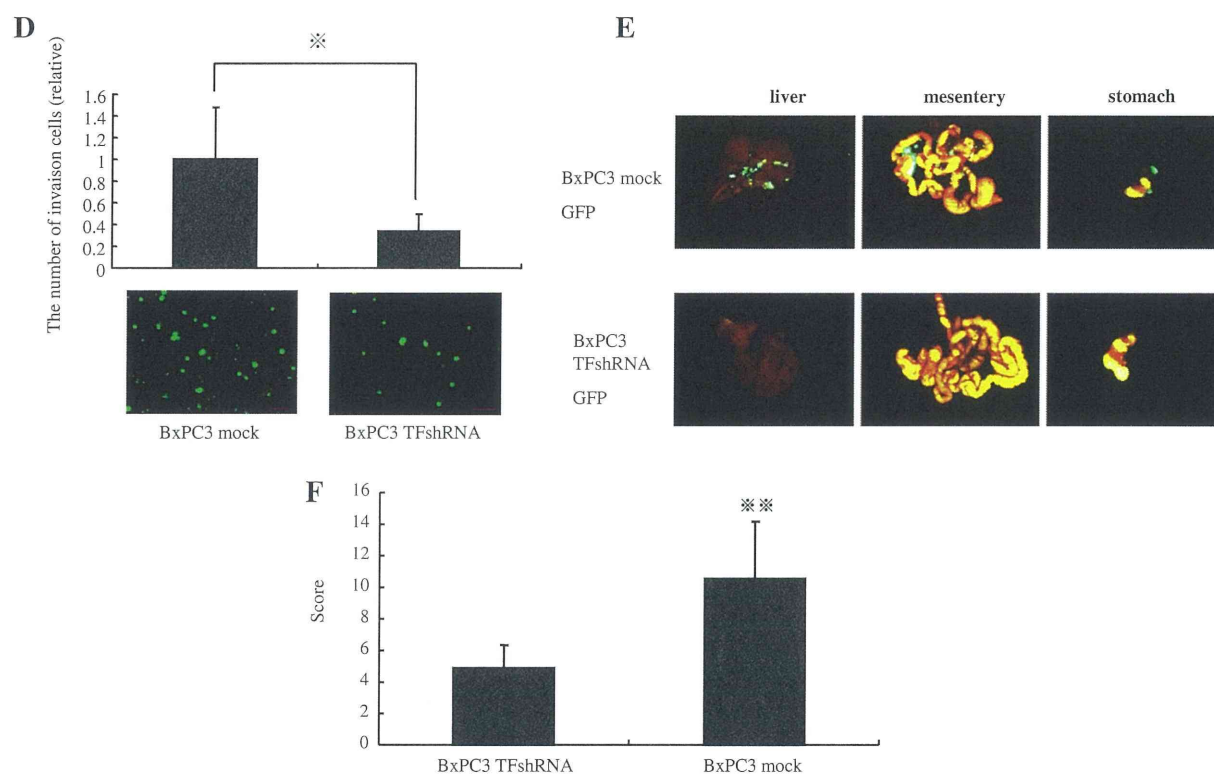 D
※
The number of invaison cells (relative)
1.6
1.4
1.2
1
0.8
0.6
0.4
0.2
0
BxPC3 mock
BxPC3 TFshRNA
E
liver
mesentery
stomach
BxPC3 mock
GFP
BxPC3
TFshRNA
GFP
F
※※
Score
16
14
12
10
8
6
4
2
0
BxPC3 TFshRNA
BxPC3 mock